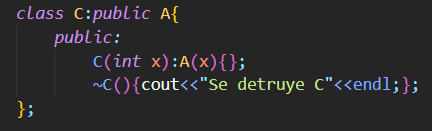 class C:public A{
public:
C(int x):A(x){};
~C(){cout<<"Se detruye C"<<endl;};
};